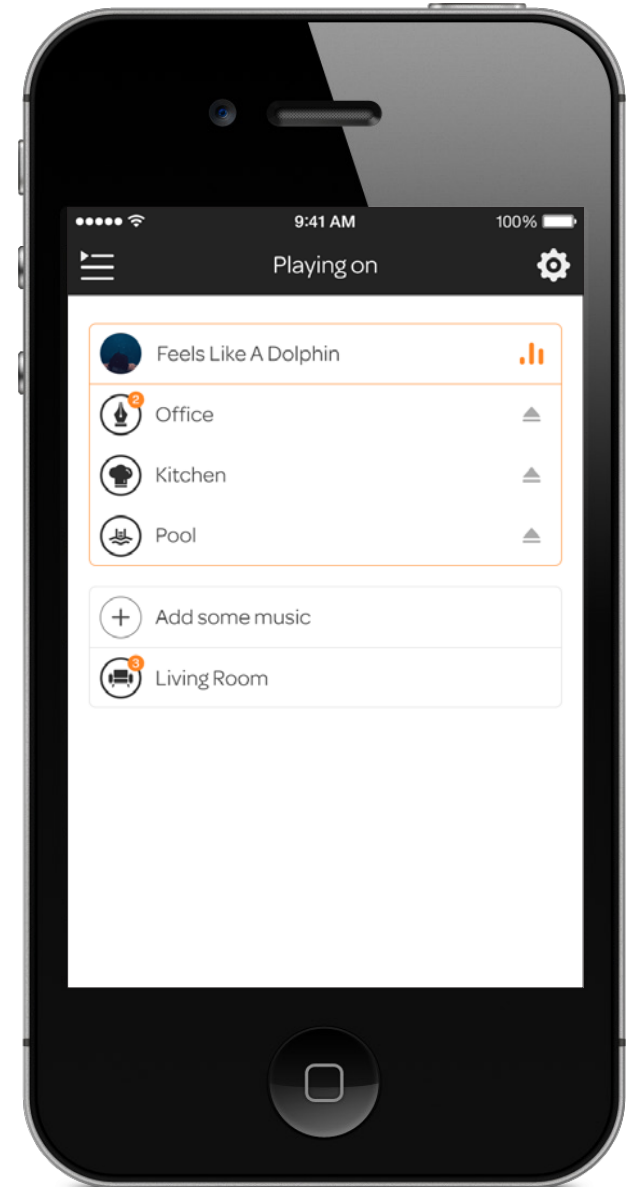 9:41 AM
100%
Playing on
Feels Like A Dolphin
2
Office
Kitchen
Pool
Add some music
3
Living Room